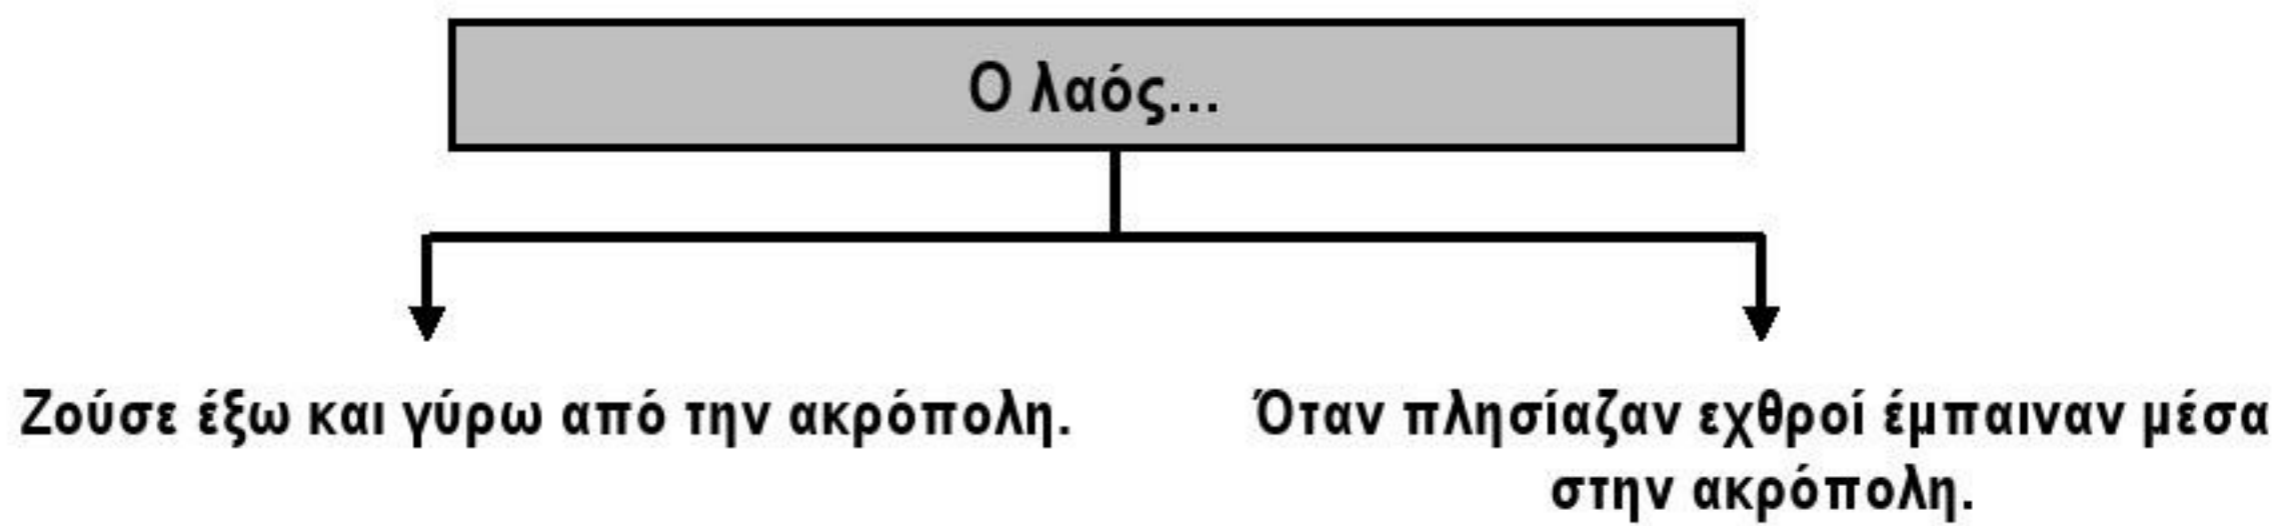 Ο λαός...
Ζούσε έξω και γύρω από την ακρόπολη.
Όταν πλησίαζαν εχθροί έμπαιναν μέσα
στην ακρόπολη.